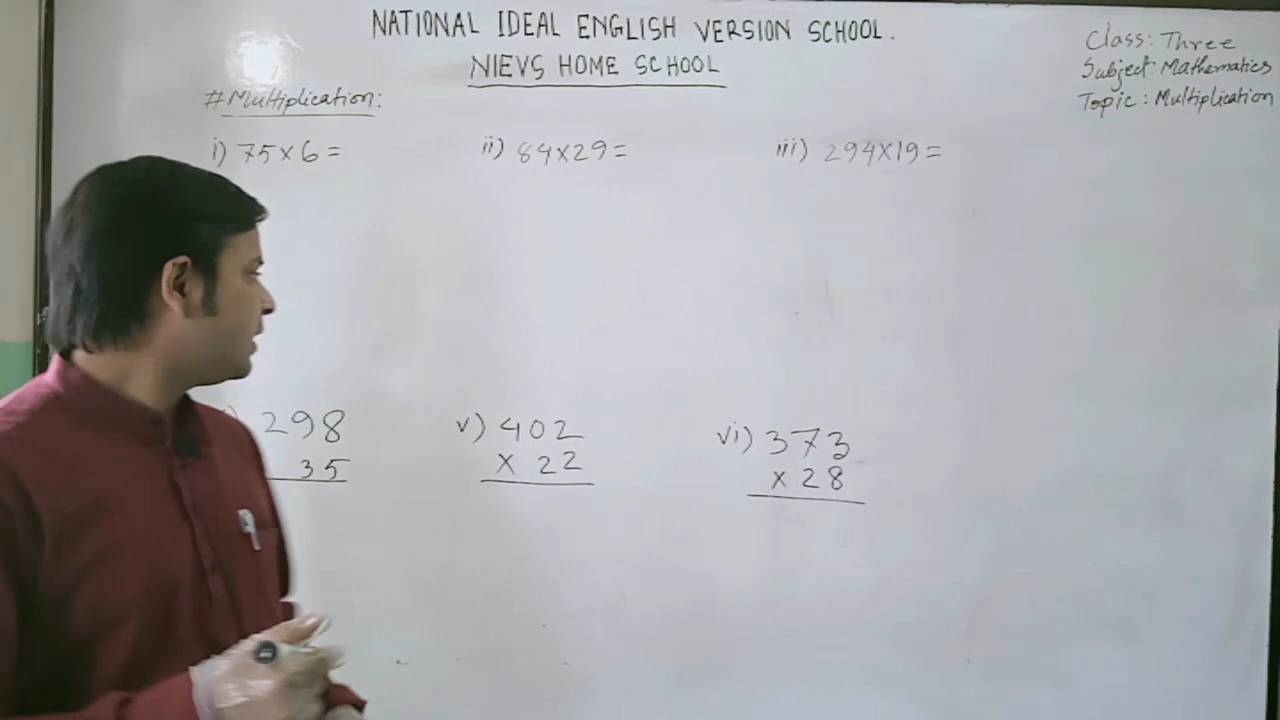 NATIONAL IDEAL ENGLISH VERSION SCHOOL.
NIEVS HOME SCHOOL
Class: Three
Subject: Mathematics
Topic: Multiplication
#Multiplication:
i) 75×6=
ii) 84×29=
iii) 294×19=
) 298
35
v) 402
× 22
vi) 373
× 28